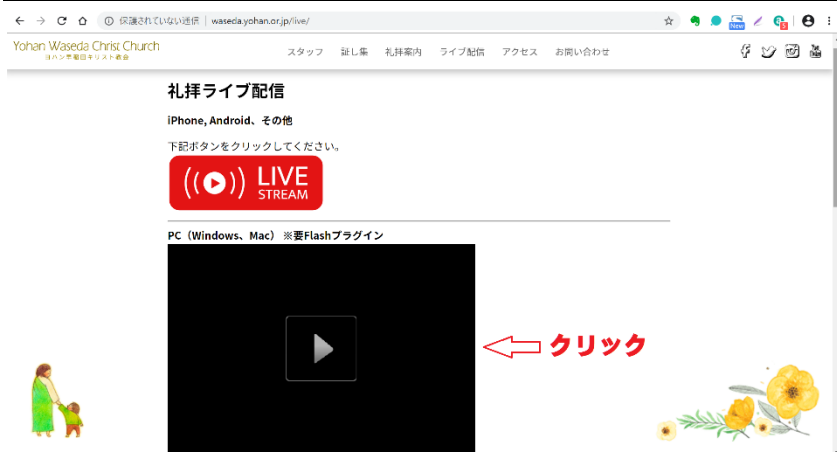 保護されていない通信 | waseda.yohan.or.jp/live/
New
Yohan Waseda Christ Church
ヨハン早稲田キリスト教会
スタッフ 証し集 礼拝案内 ライブ配信 アクセス お問い合わせ
礼拝ライブ配信
iPhone, Android、その他
下記ボタンをクリックしてください。
LIVE
STREAM
PC（Windows、Mac） ※要Flashプラグイン
クリック